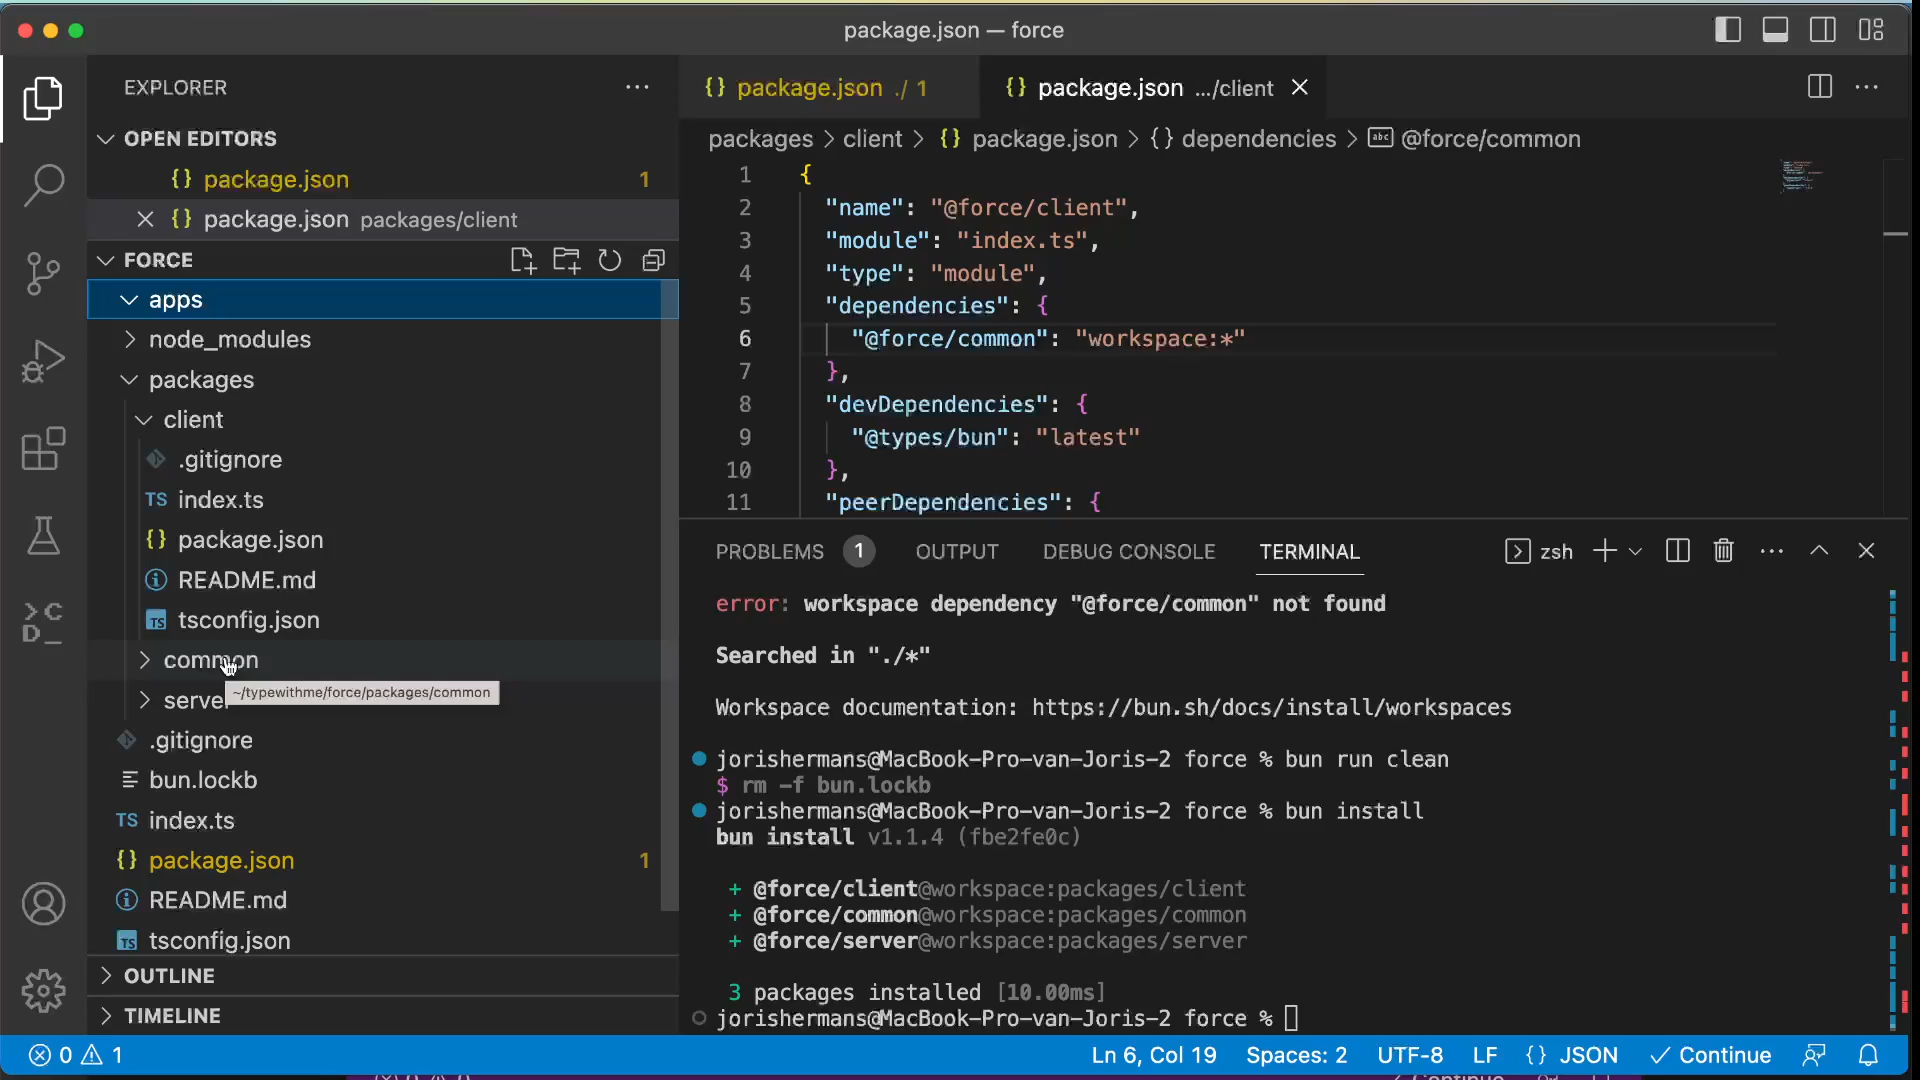 package.json — force
EXPLORER
OPEN EDITORS
package.json 1
package.json packages/client
FORCE
apps
node_modules
packages
client
.gitignore
TS index.ts
package.json
README.md
TS tsconfig.json
common
~/typewithme/force/packages/common
server
.gitignore
bun.lockb
TS index.ts
package.json 1
README.md
TS tsconfig.json
OUTLINE
TIMELINE
{} package.json ./ 1
{} package.json .../client
packages > client > {} package.json > {} dependencies > abc @force/common
1 {
2 "name": "@force/client",
3 "module": "index.ts",
4 "type": "module",
5 "dependencies": {
6 "@force/common": "workspace:*"
7 },
8 "devDependencies": {
9 "@types/bun": "latest"
10 },
11 "peerDependencies": {
PROBLEMS 1 OUTPUT DEBUG CONSOLE TERMINAL zsh
error: workspace dependency "@force/common" not found
Searched in "./*"
Workspace documentation: https://bun.sh/docs/install/workspaces
jorishermans@MacBook-Pro-van-Joris-2 force % bun run clean
$ rm -f bun.lockb
jorishermans@MacBook-Pro-van-Joris-2 force % bun install
bun install v1.1.4 (fbe2fe0c)
+ @force/client@workspace:packages/client
+ @force/common@workspace:packages/common
+ @force/server@workspace:packages/server
3 packages installed [10.00ms]
jorishermans@MacBook-Pro-van-Joris-2 force %
0 1 Ln 6, Col 19 Spaces: 2 UTF-8 LF {} JSON Continue